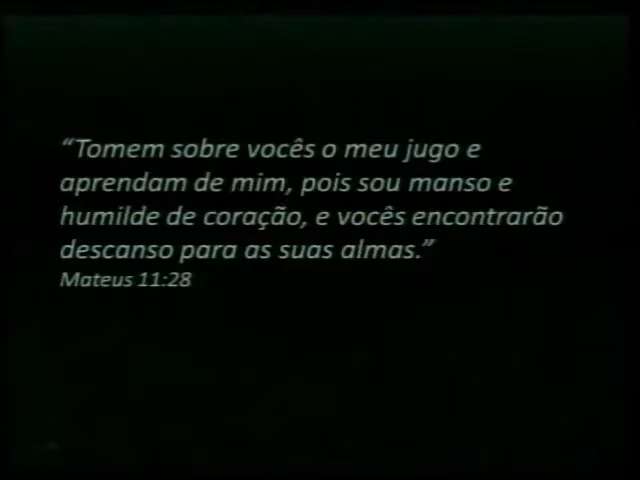 “Tomem sobre vocês o meu jugo e
aprendam de mim, pois sou manso e
humilde de coração, e vocês encontrarão
descanso para as suas almas.”
Mateus 11:28